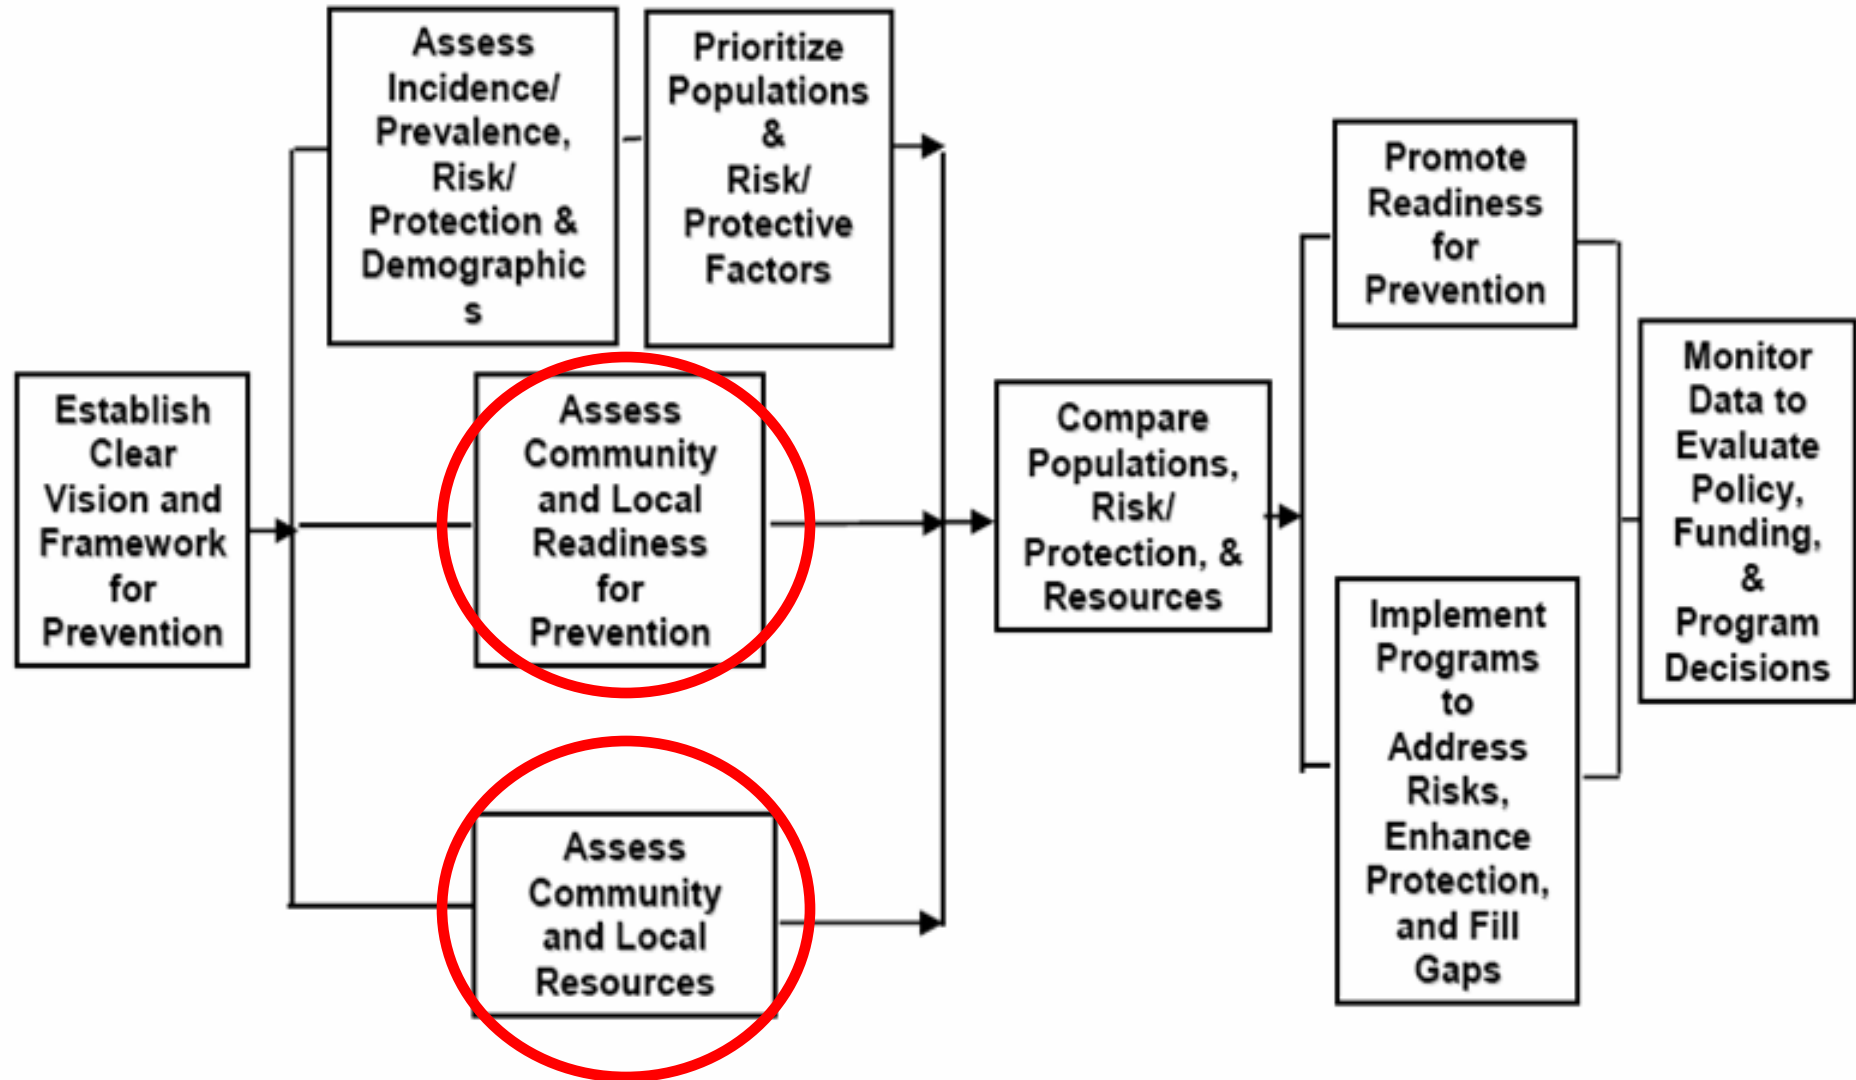 Establish
Clear
Vision and
Framework
for
Prevention
Assess
Incidence/
Prevalence,
Risk/
Protection &
Demographic
s
Prioritize
Populations
&
Risk/
Protective
Factors
Assess
Community
and Local
Readiness
for
Prevention
Assess
Community
and Local
Resources
Compare
Populations,
Risk/
Protection, &
Resources
Promote
Readiness
for
Prevention
Implement
Programs
to
Address
Risks,
Enhance
Protection,
and Fill
Gaps
Monitor
Data to
Evaluate
Policy,
Funding,
&
Program
Decisions